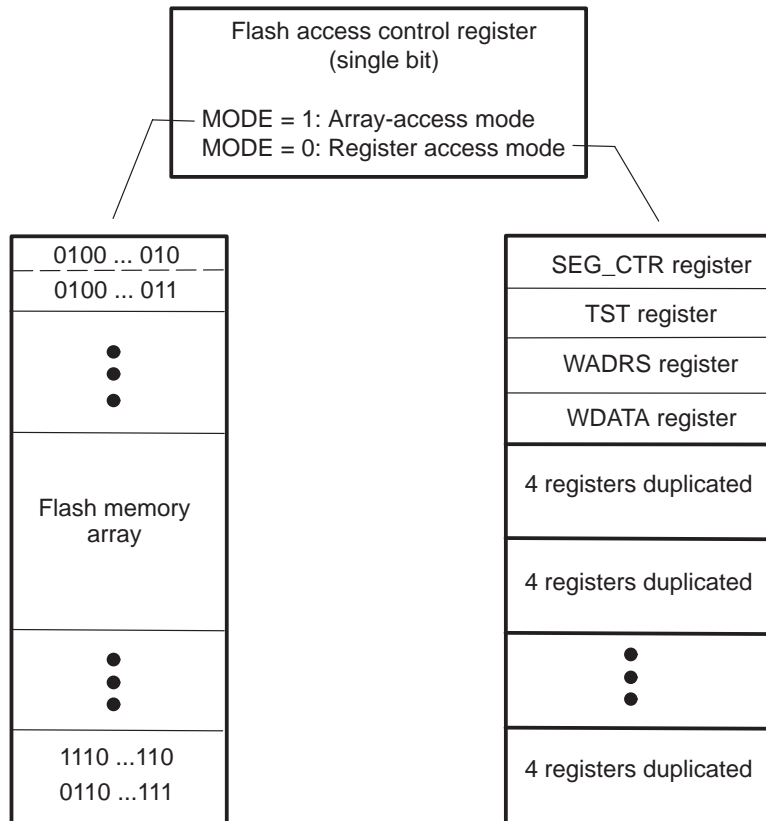 Flash access control register
(single bit)
MODE = 1: Array-access mode
MODE = 0: Register access mode
0100 ... 010
0100 ... 011
Flash memory
array
1110 ...110
0110 ...111
SEG_CTR register
TST register
WADRS register
WDATA register
4 registers duplicated
4 registers duplicated
4 registers duplicated